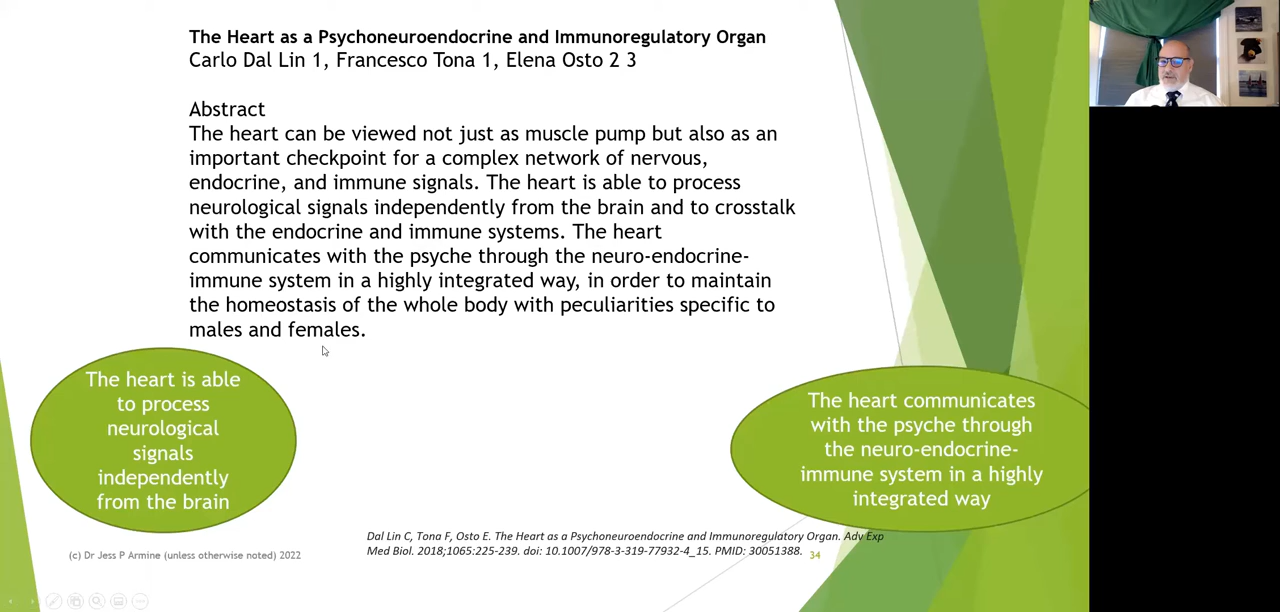 The Heart as a Psychoneuroendocrine and Immunoregulatory Organ
Carlo Dal Lin 1, Francesco Tona 1, Elena Osto 2 3
Abstract
The heart can be viewed not just as muscle pump but also as an
important checkpoint for a complex network of nervous,
endocrine, and immune signals. The heart is able to process
neurological signals independently from the brain and to crosstalk
with the endocrine and immune systems. The heart
communicates with the psyche through the neuro-endocrine-
immune system in a highly integrated way, in order to maintain
the homeostasis of the whole body with peculiarities specific to
males and females.
The heart is able
to process
neurological
signals
independently
from the brain
The heart communicates
with the psyche through
the neuro-endocrine-
immune system in a highly
integrated way
Dal Lin C, Tona F, Osto E. The Heart as a Psychoneuroendocrine and Immunoregulatory Organ. Adv Exp
Med Biol. 2018;1065:225-239. doi: 10.1007/978-3-319-77932-4_15. PMID: 30051388.
(c) Dr Jess P Armine (unless otherwise noted) 2022
34